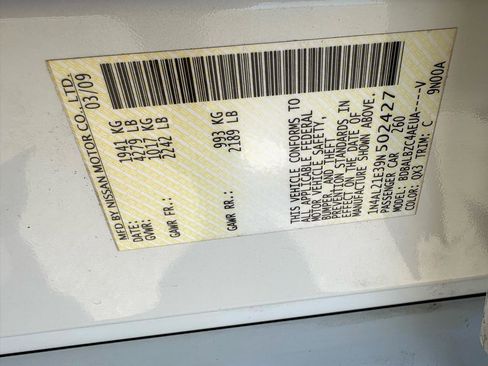 MFD BY NISSAN MOTOR CO., LTD.
DATE: 03/09
GVWR: 1941 KG
4279 LB
GAWR FR.: 1017 KG
2242 LB
GAWR RR.: 993 KG
2189 LB
THIS VEHICLE CONFORMS TO
ALL APPLICABLE FEDERAL
MOTOR VEHICLE SAFETY,
BUMPER, AND THEFT
PREVENTION STANDARDS IN
EFFECT ON THE DATE OF
MANUFACTURE SHOWN ABOVE.
1N4AL21E39N502427
PASSENGER CAR 260
MODEL: BDBALBZC4AEUA----V
COLOR: QX3 TRIM: C 9N00A